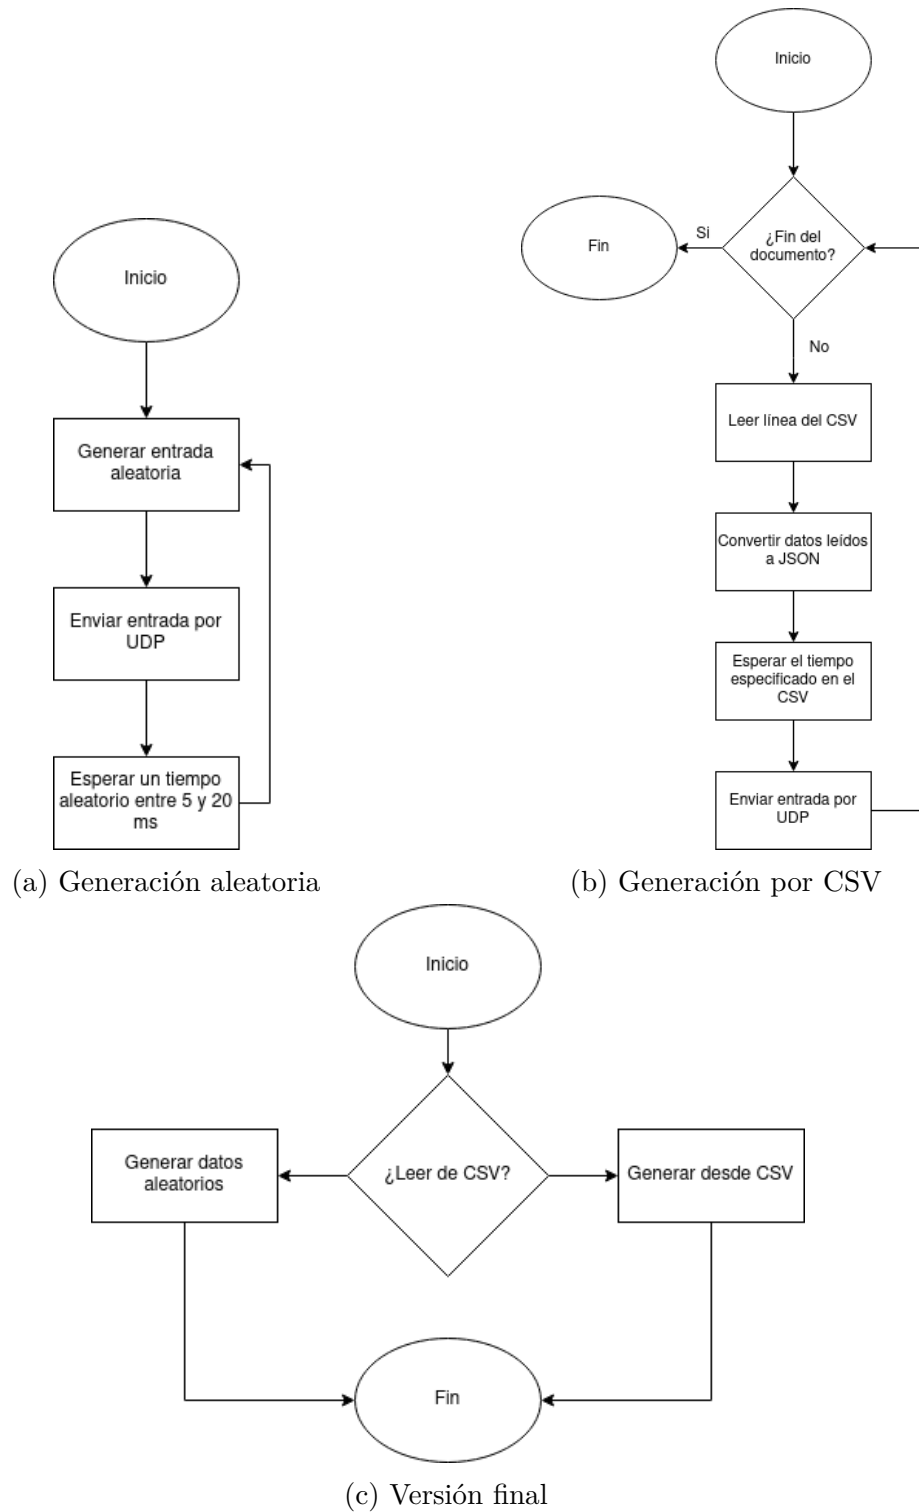 Inicio
Generar entrada
aleatoria
Enviar entrada por
UDP
Esperar un tiempo
aleatorio entre 5 y 20
ms
(a) Generación aleatoria
Inicio
¿Fin del
documento?
Si
Fin
No
Leer línea del CSV
Convertir datos leídos
a JSON
Esperar el tiempo
especificado en el
CSV
Enviar entrada por
UDP
(b) Generación por CSV
Inicio
¿Leer de CSV?
Generar datos
aleatorios
Generar desde CSV
Fin
(c) Versión final